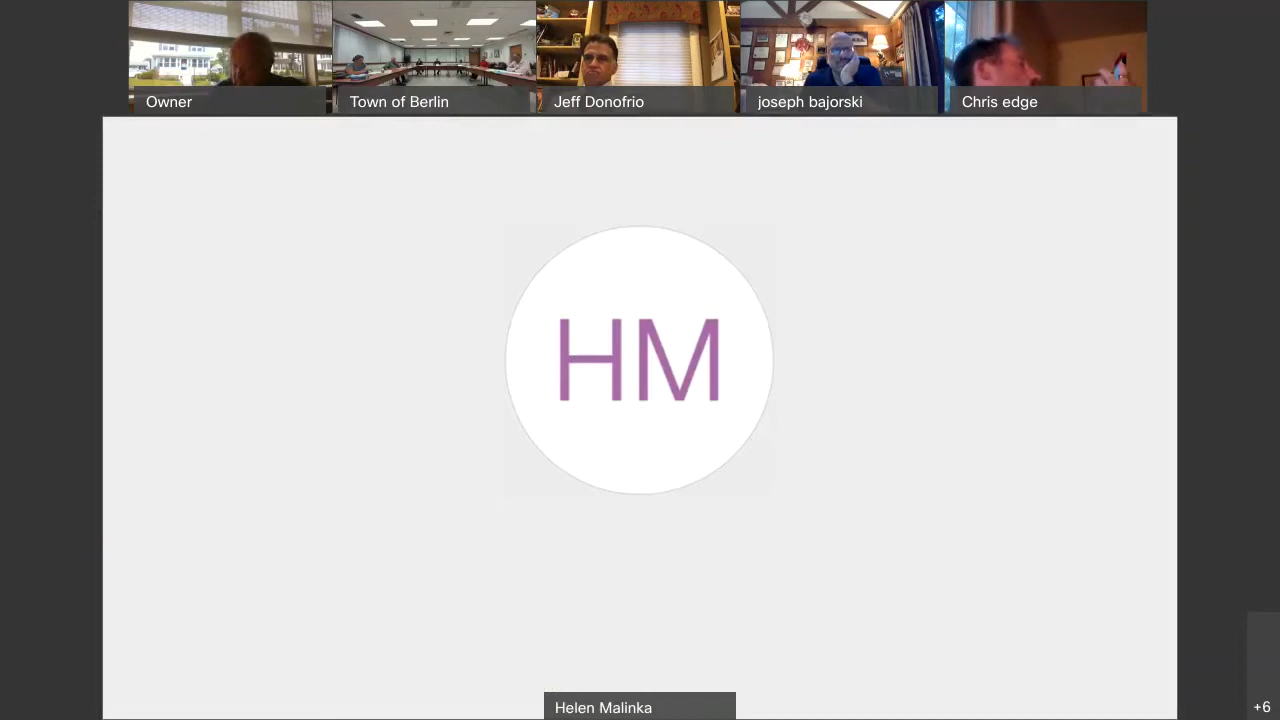 Owner
Town of Berlin
Jeff Donofrio
joseph bajorski
Chris edge
HM
Helen Malinka
+6